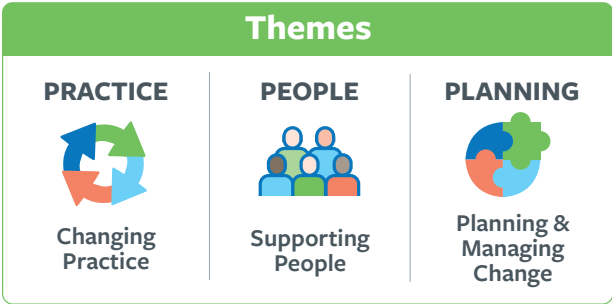 Themes
PRACTICE
Changing
Practice
PEOPLE
Supporting
People
PLANNING
Planning &
Managing
Change